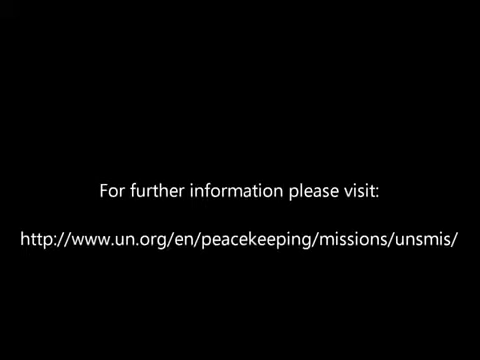 For further information please visit:
http://www.un.org/en/peacekeeping/missions/unsmis/